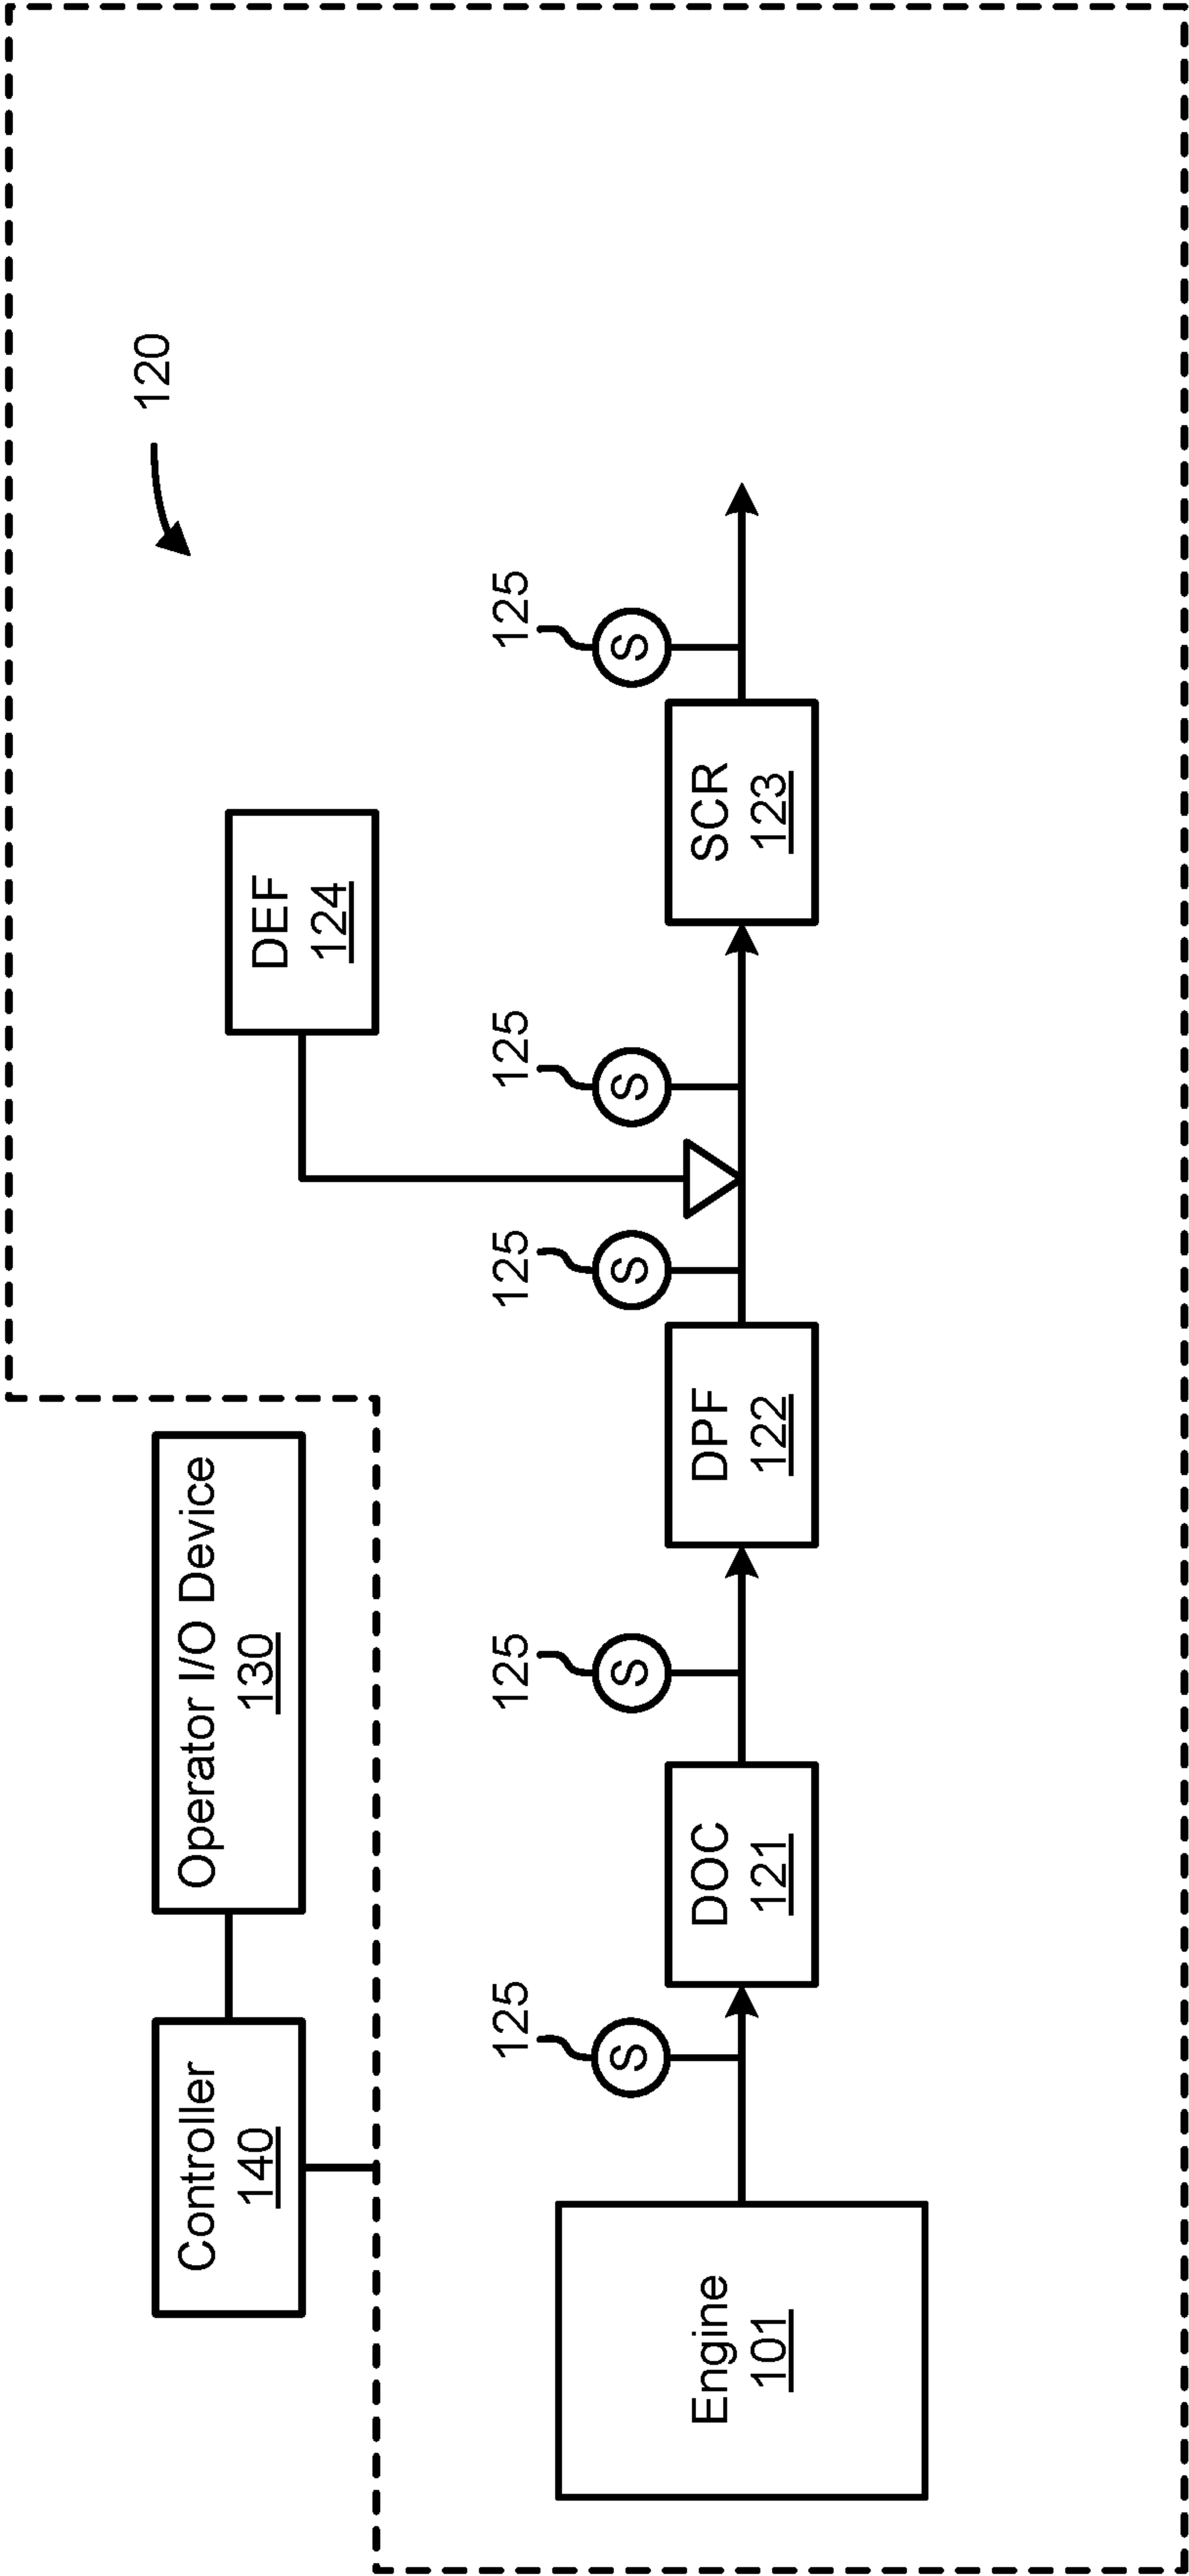 120
Controller
140
Operator I/O Device
130
DEF
124
125
125
125
125
125
S
S
S
S
S
Engine
101
DOC
121
DPF
122
SCR
123